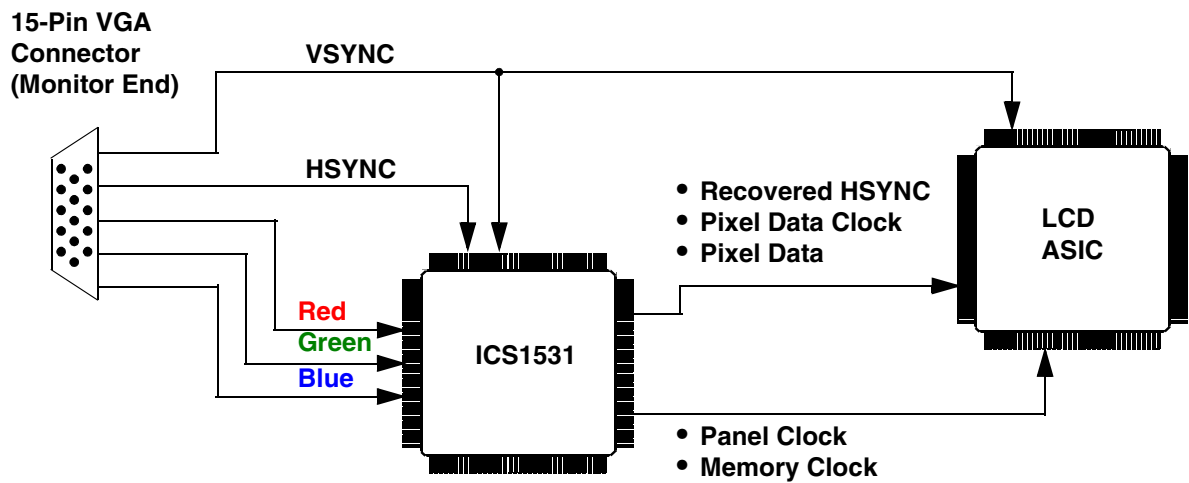 15-Pin VGA
Connector
(Monitor End)
VSYNC
HSYNC
• Recovered HSYNC
• Pixel Data Clock
• Pixel Data
LCD
ASIC
Red
Green
Blue
ICS1531
• Panel Clock
• Memory Clock